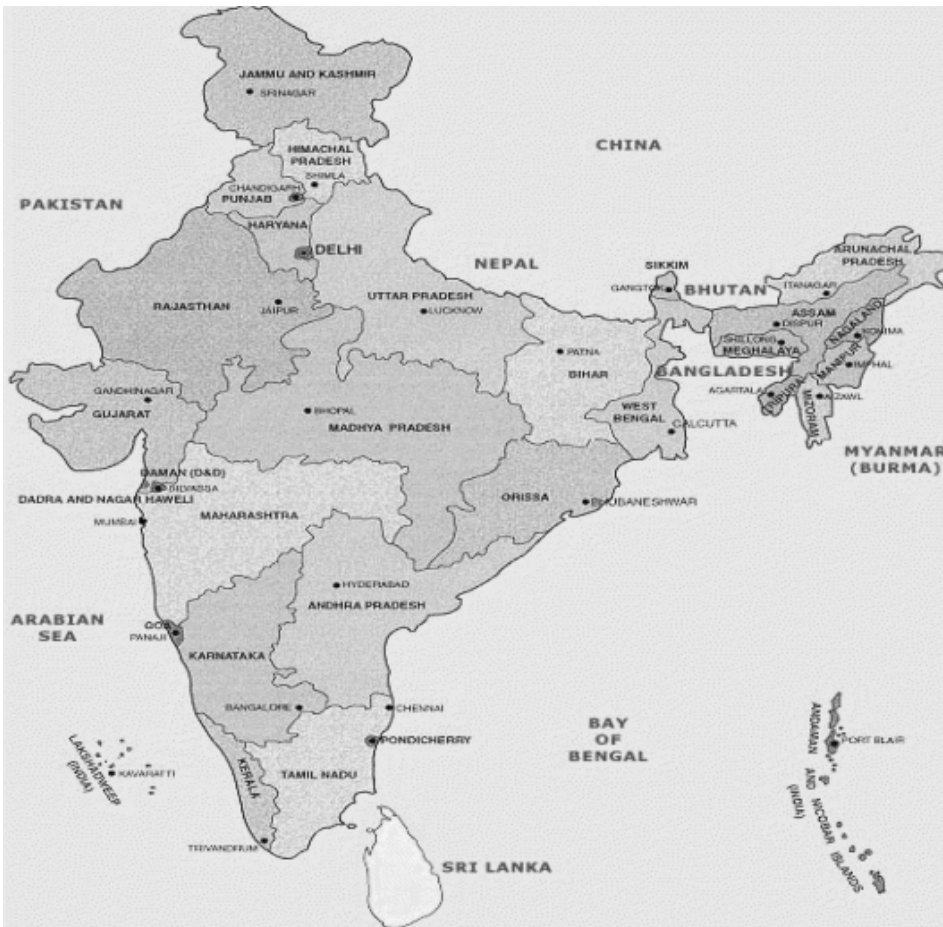 JAMMU AND KASHMIR
SRINAGAR
HIMACHAL
PRADESH
SHIMLA
CHINA
CHANDIGARH
PUNJAB
PAKISTAN
HARYANA
DELHI
NEPAL
SIKKIM
ARUNACHAL
PRADESH
GANGTOK
BHUTAN
ITANAGAR
RAJASTHAN
JAIPUR
UTTAR PRADESH
LUCKNOW
ASSAM
DISPUR
NAGALAND
KOHIMA
SHILLONG
MEGHALAYA
PATNA
BIHAR
BANGLADESH
MANIPUR
IMPHAL
GANDHINAGAR
GUJARAT
BHOPAL
MADHYA PRADESH
WEST
BENGAL
CALCUTTA
AGARTALA
TRIPURA
MIZORAM
AIZAWL
MYANMAR
(BURMA)
DAMAN (D&D)
SILVASSA
DADRA AND NAGAR HAWELI
MUMBAI
MAHARASHTRA
ORISSA
BHUBANESHWAR
HYDERABAD
ANDHRA PRADESH
ARABIAN
SEA
GOA
PANAJI
KARNATAKA
BANGALORE
CHENNAI
BAY
OF
BENGAL
PONDICHERRY
LAKSHADWEEP
(INDIA)
KAVARATTI
KERALA
TAMIL NADU
TRIVANDRUM
SRI LANKA
PORT BLAIR
ANDAMAN AND NICOBAR ISLANDS
(INDIA)